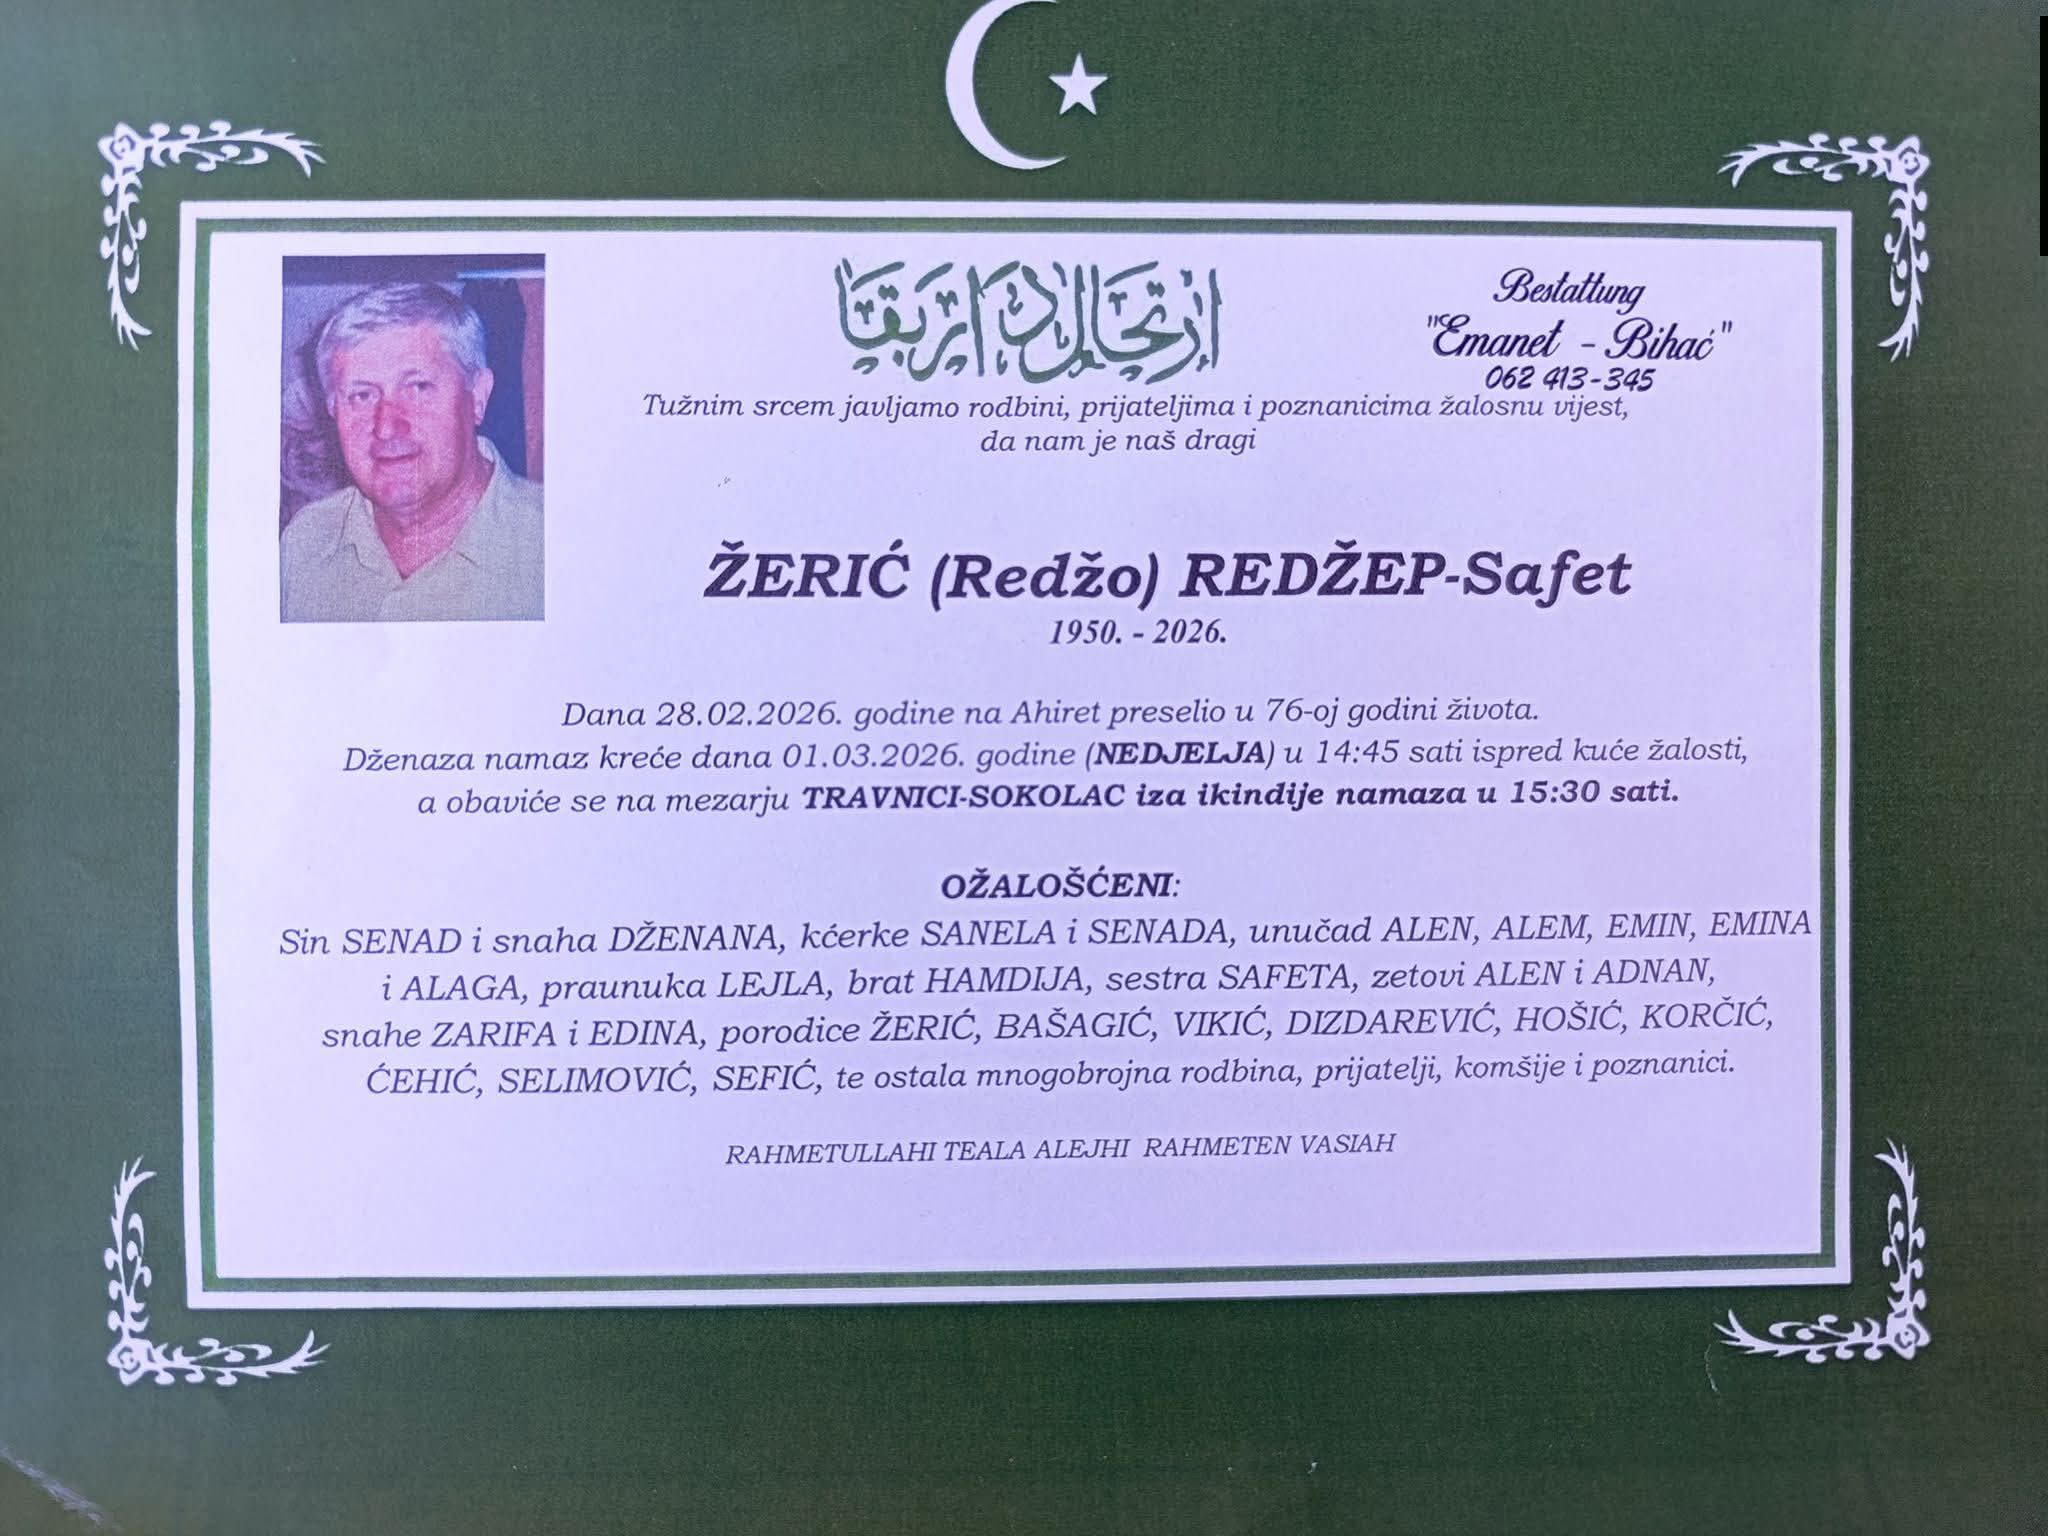 ارتحال دار بقا
Bestattung
"Emanet - Bihać"
062 413-345
Tužnim srcem javljamo rodbini, prijateljima i poznanicima žalosnu vijest,
da nam je naš dragi
ŽERIĆ (Redžo) REDŽEP-Safet
1950. - 2026.
Dana 28.02.2026. godine na Ahiret preselio u 76-oj godini života.
Dženaza namaz kreće dana 01.03.2026. godine (NEDJELJA) u 14:45 sati ispred kuće žalosti,
a obaviće se na mezarju TRAVNICI-SOKOLAC iza ikindije namaza u 15:30 sati.
OŽALOŠĆENI:
Sin SENAD i snaha DŽENANA, kćerke SANELA i SENADA, unučad ALEN, ALEM, EMIN, EMINA
i ALAGA, praunuka LEJLA, brat HAMDIJA, sestra SAFETA, zetovi ALEN i ADNAN,
snahe ZARIFA i EDINA, porodice ŽERIĆ, BAŠAGIĆ, VIKIĆ, DIZDAREVIĆ, HOŠIĆ, KORČIĆ,
ĆEHIĆ, SELIMOVIĆ, SEFIĆ, te ostala mnogobrojna rodbina, prijatelji, komšije i poznanici.
RAHMETULLAHI TEALA ALEJHI RAHMETEN VASIAH